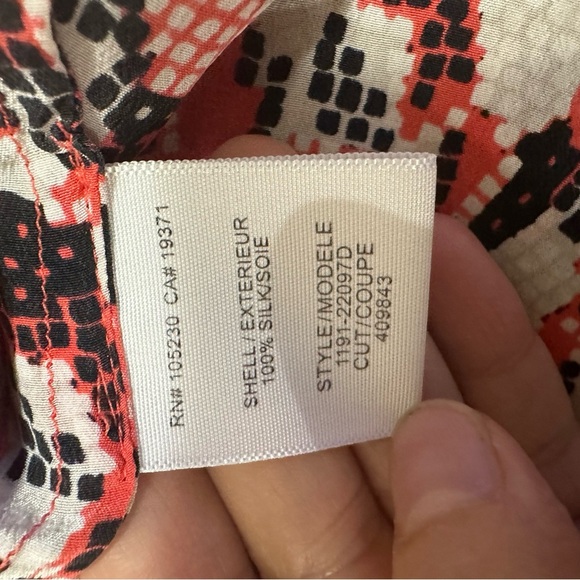 RN# 105230 CA# 19371
SHELL/EXTERIEUR
100% SILK/SOIE
STYLE/MODELE
1191-22097D
CUT/COUPE
409843